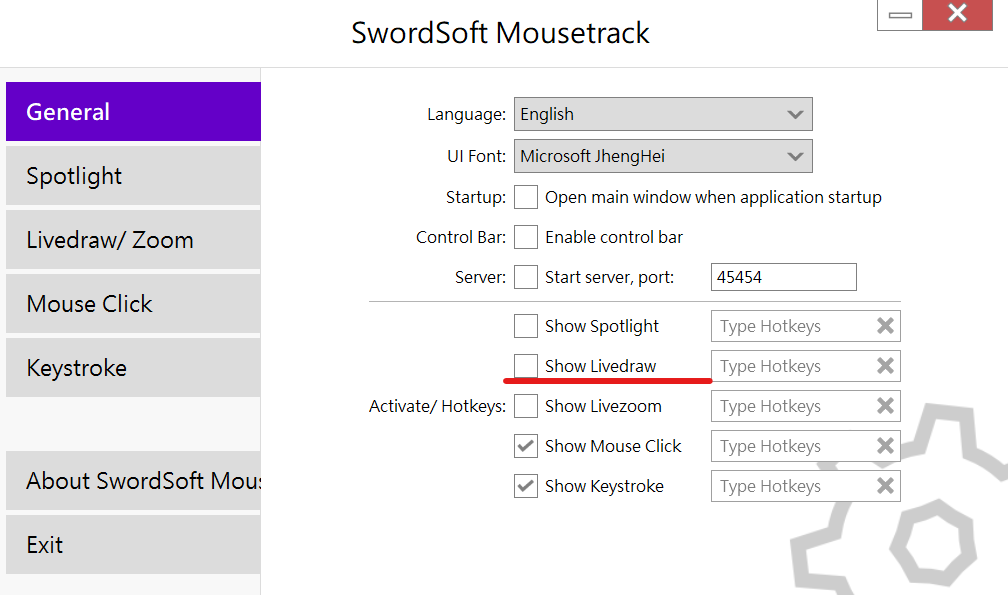 SwordSoft Mousetrack
General
Spotlight
Livedraw/ Zoom
Mouse Click
Keystroke
About SwordSoft Mous
Exit
Language: English
UI Font: Microsoft JhengHei
Startup: Open main window when application startup
Control Bar: Enable control bar
Server: Start server, port: 45454
Show Spotlight Type Hotkeys
Show Livedraw Type Hotkeys
Activate/ Hotkeys: Show Livezoom Type Hotkeys
Show Mouse Click Type Hotkeys
Show Keystroke Type Hotkeys